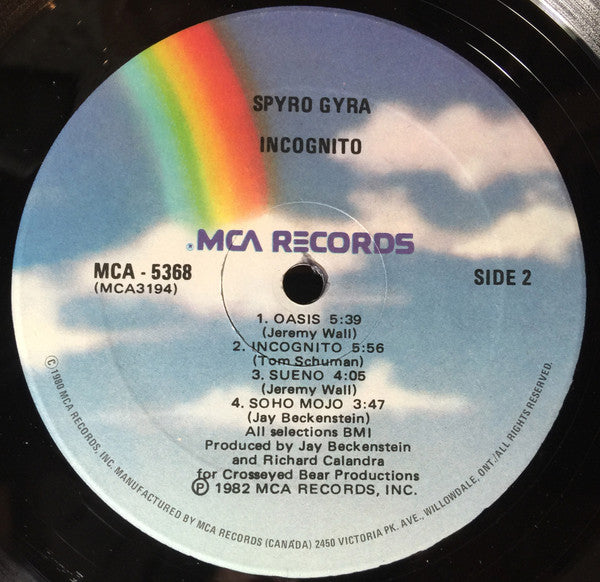 SPYRO GYRA
INCOGNITO
® MCA RECORDS
MCA - 5368
(MCA3194)
SIDE 2
1. OASIS 5:39
(Jeremy Wall)
2. INCOGNITO 5:56
(Tom Schuman)
3. SUENO 4:05
(Jeremy Wall)
4. SOHO MOJO 3:47
(Jay Beckenstein)
All selections BMI
Produced by Jay Beckenstein
and Richard Calandra
for Crosseyed Bear Productions
℗ 1982 MCA RECORDS, INC.
© 1980 MCA RECORDS, INC. MANUFACTURED BY MCA RECORDS (CANADA) 2450 VICTORIA PK. AVE., WILLOWDALE, ONT./ALL RIGHTS RESERVED.